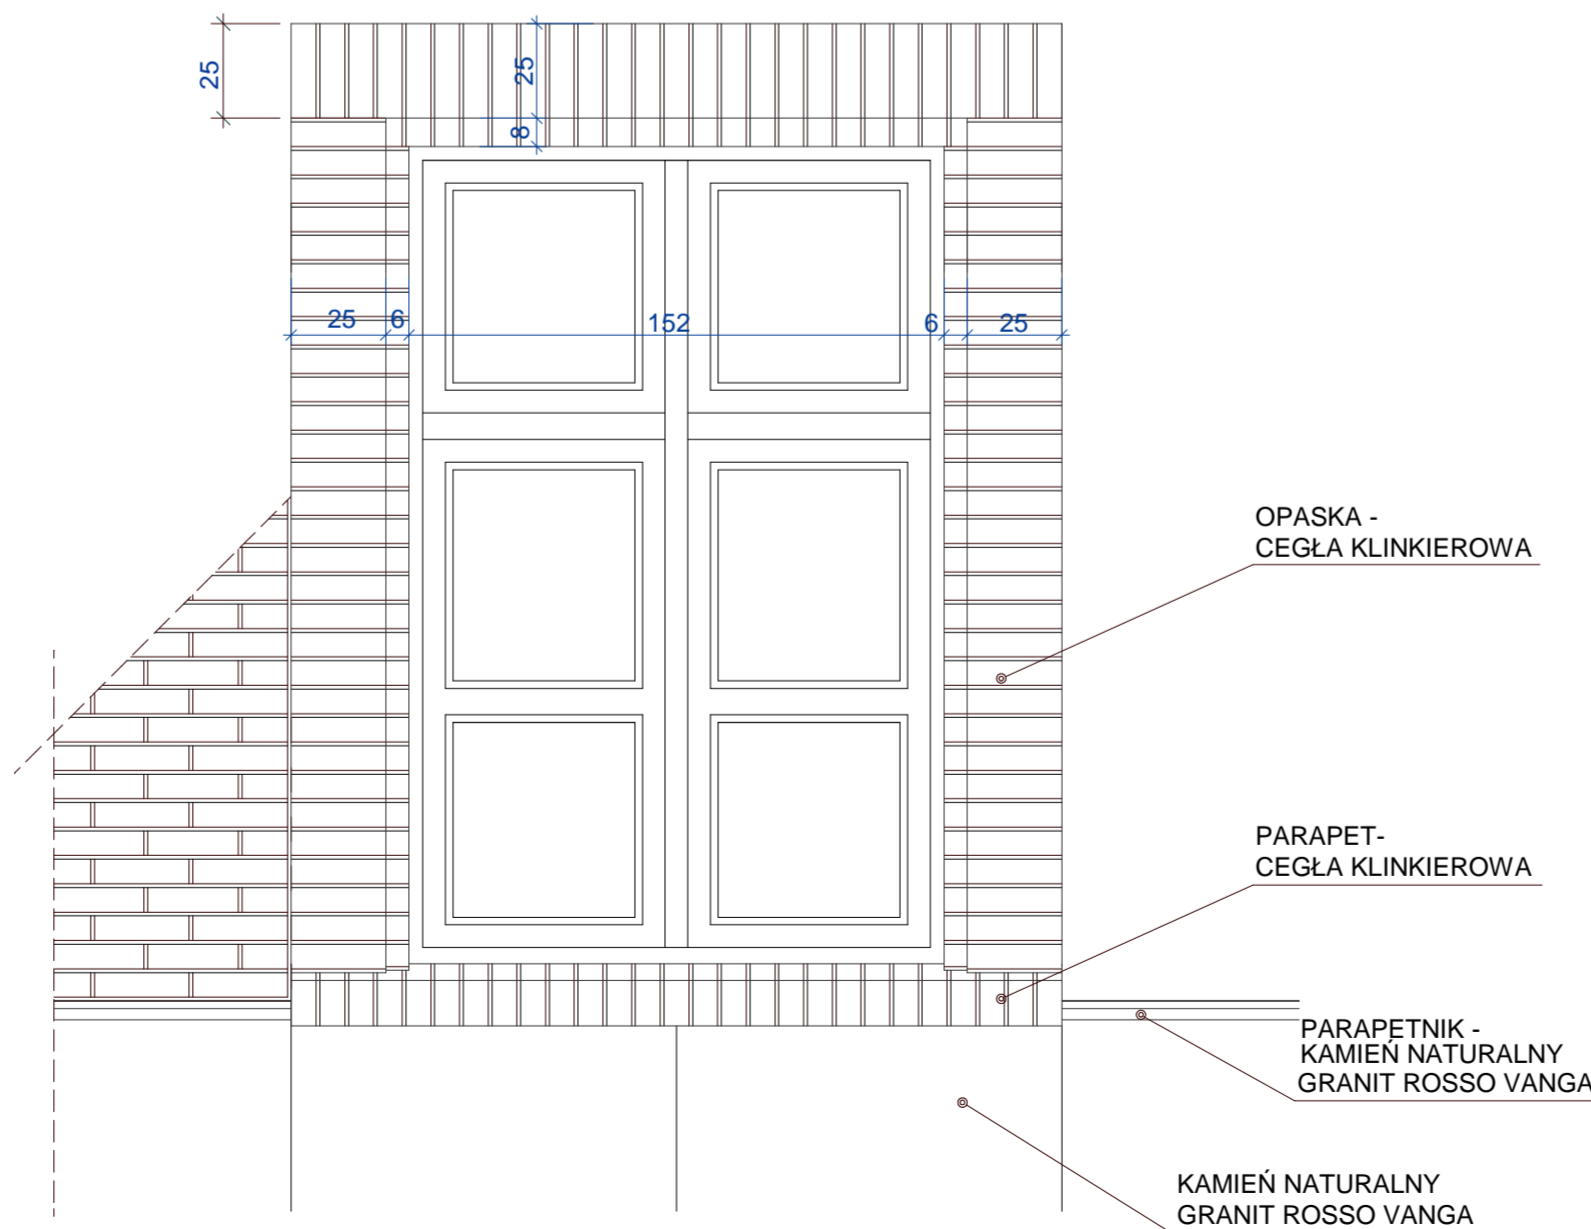 25
25
8
25 6 152 6 25
OPASKA -
CEGŁA KLINKIEROWA
PARAPET-
CEGŁA KLINKIEROWA
PARAPETNIK -
KAMIEŃ NATURALNY
GRANIT ROSSO VANGA
KAMIEŃ NATURALNY
GRANIT ROSSO VANGA